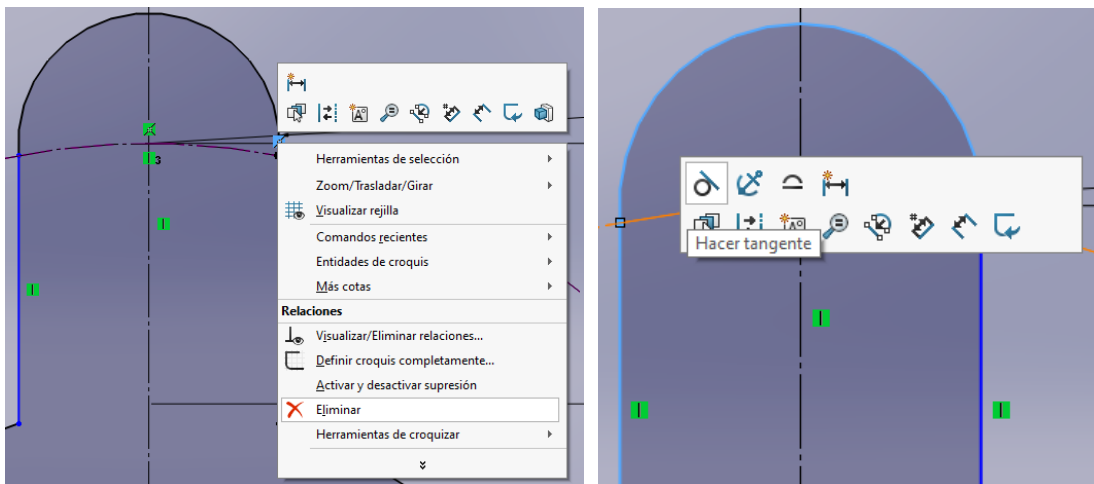 3
Herramientas de selección
Zoom/Trasladar/Girar
Visualizar rejilla
Comandos recientes
Entidades de croquis
Más cotas
Relaciones
Visualizar/Eliminar relaciones...
Definir croquis completamente...
Activar y desactivar supresión
Eliminar
Herramientas de croquizar
Hacer tangente